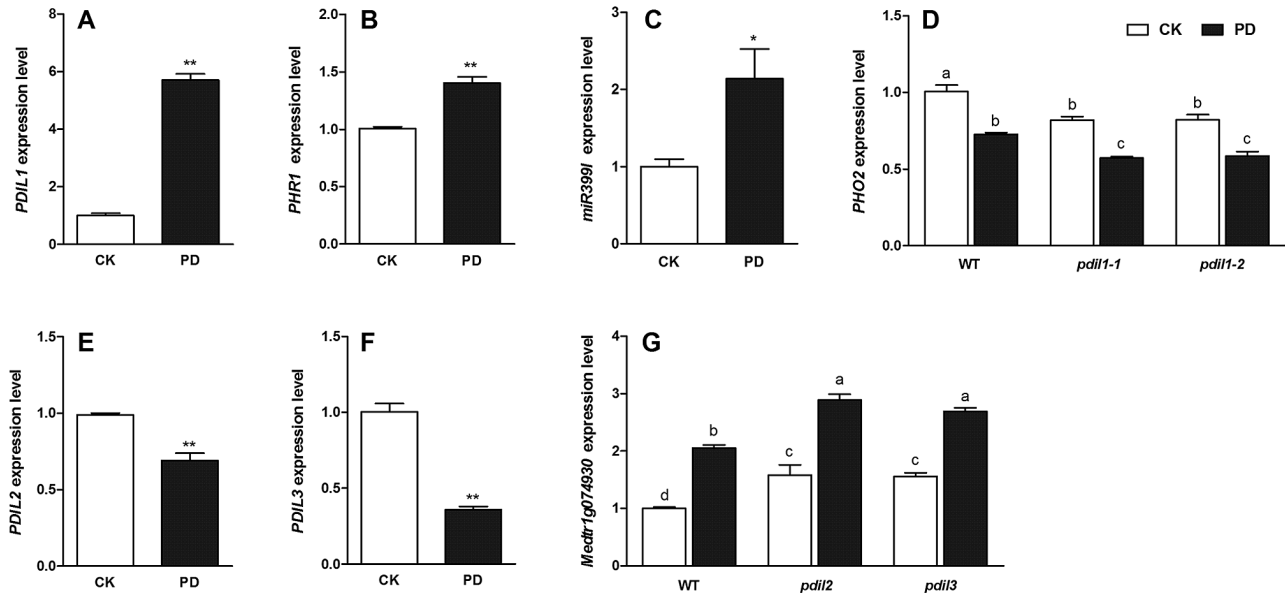 A
PDIL1 expression level
8
6
4
2
0
**
CK
PD
B
PHR1 expression level
2.0
1.5
1.0
0.5
0.0
**
CK
PD
C
miR399l expression level
3
2
1
0
*
CK
PD
D
CK
PD
PHO2 expression level
1.5
1.0
0.5
0.0
a
b
b
c
b
c
WT
pdil1-1
pdil1-2
E
PDIL2 expression level
1.5
1.0
0.5
0.0
**
CK
PD
F
PDIL3 expression level
1.5
1.0
0.5
0.0
**
CK
PD
G
Medtr1g074930 expression level
4
3
2
1
0
d
b
c
a
c
a
WT
pdil2
pdil3